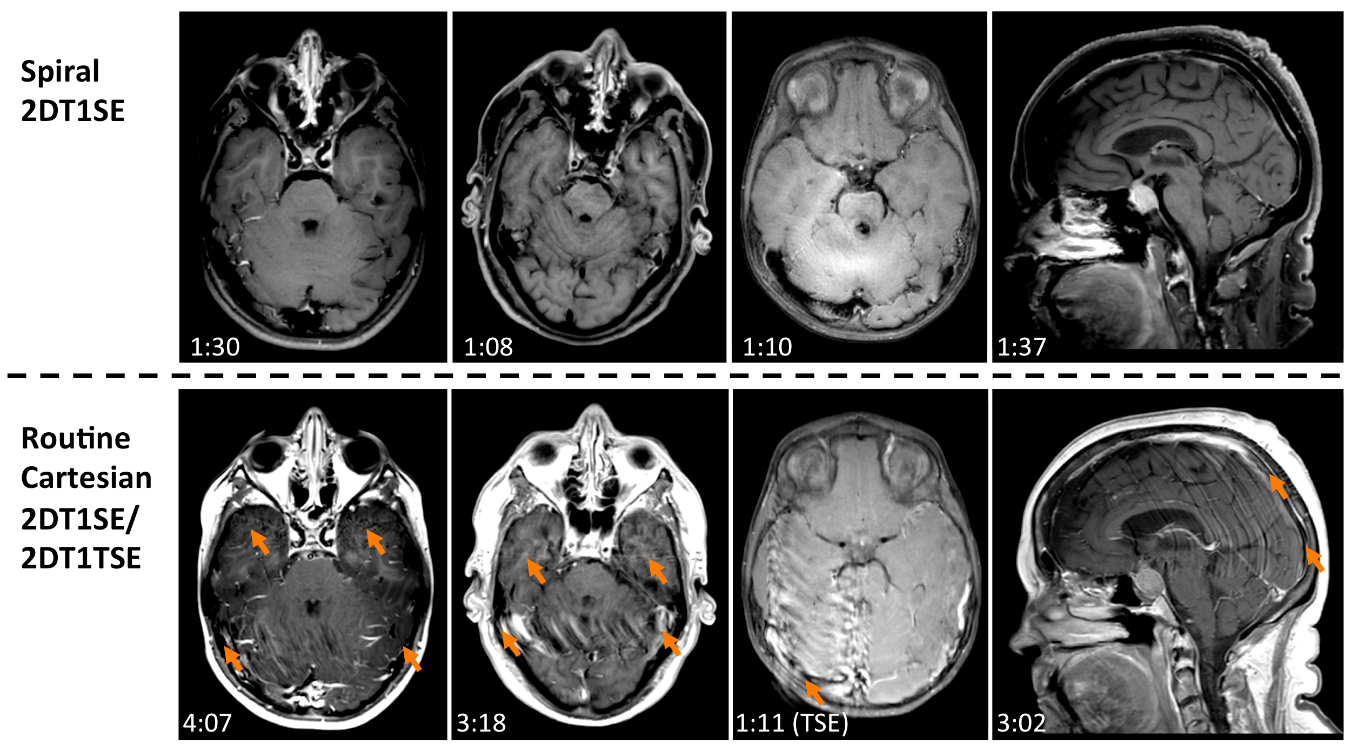 Spiral
2DT1SE
1:30
1:08
1:10
1:37
Routine
Cartesian
2DT1SE/
2DT1TSE
4:07
3:18
1:11 (TSE)
3:02